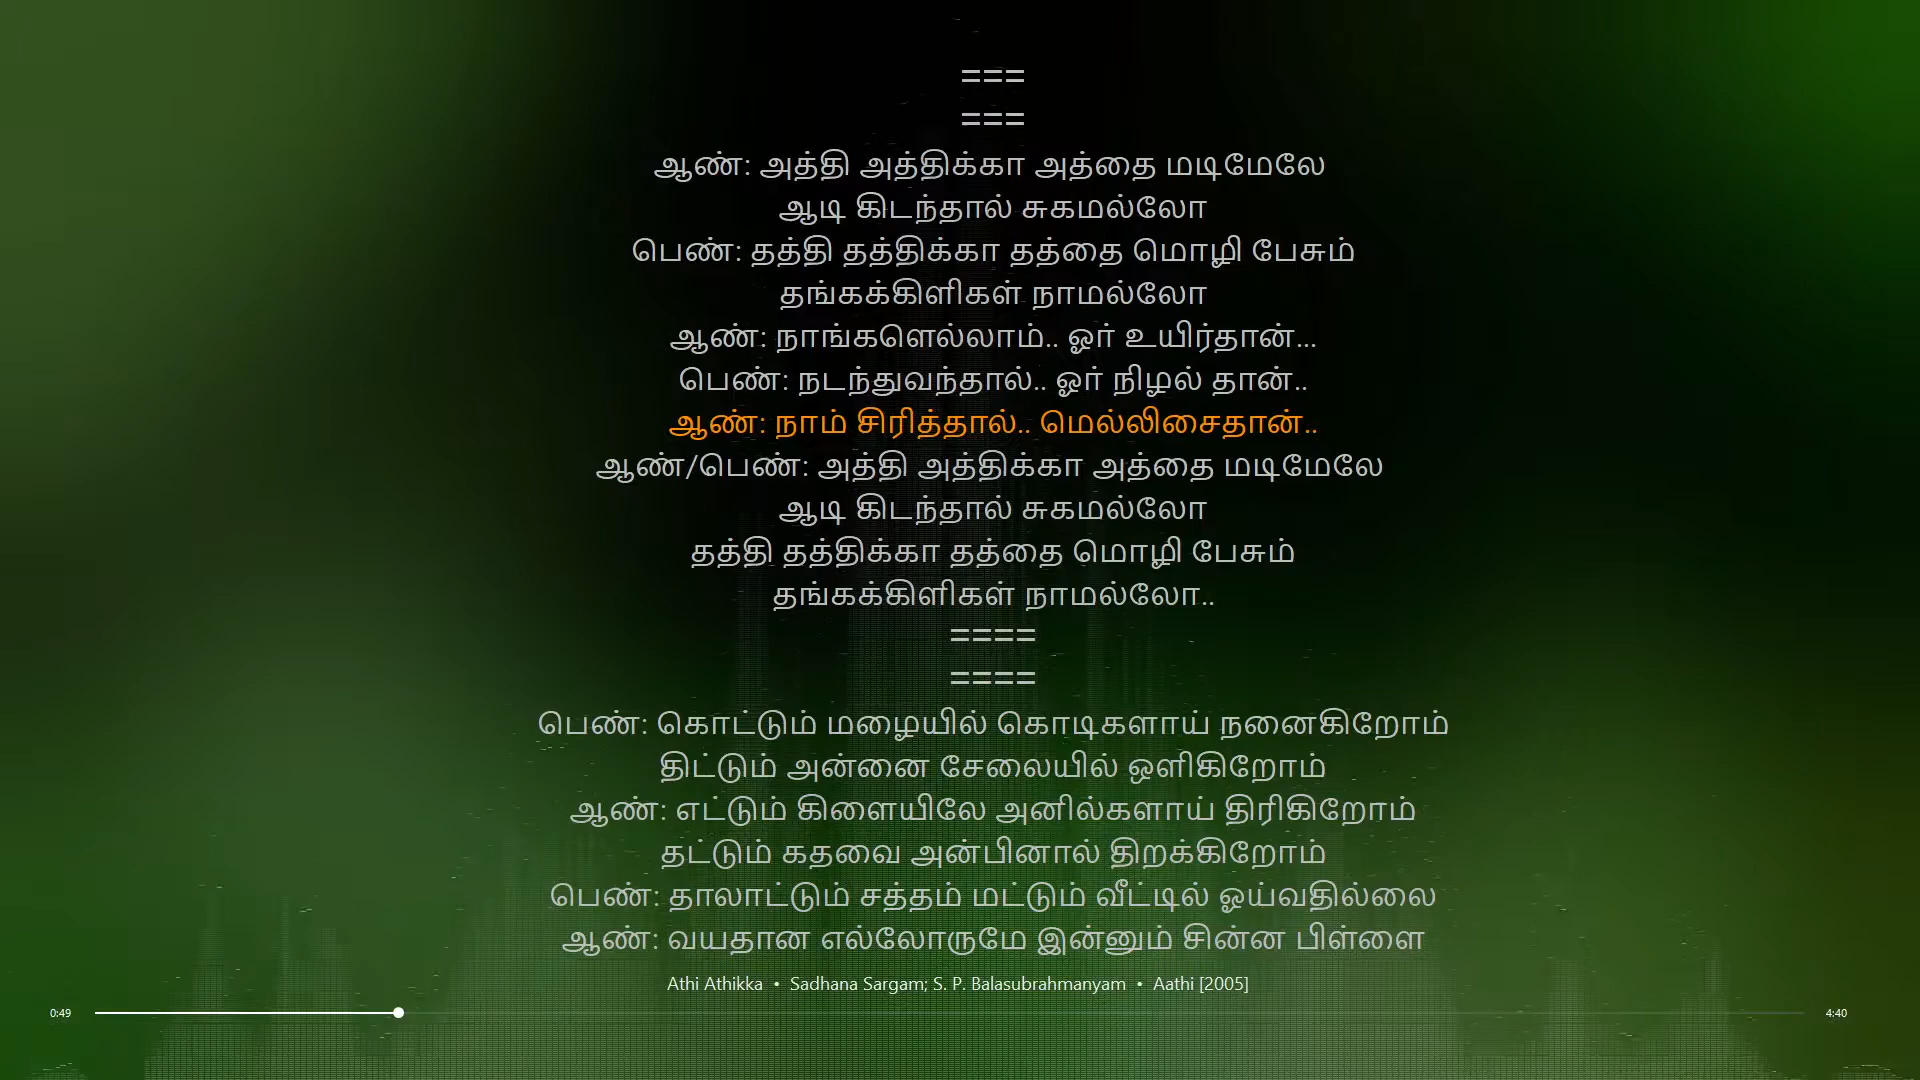 ===
===
ஆண்: அத்தி அத்திக்கா அத்தை மடிமேலே
ஆடி கிடந்தால் சுகமல்லோ
பெண்: தத்தி தத்திக்கா தத்தை மொழி பேசும்
தங்கக்கிளிகள் நாமல்லோ
ஆண்: நாங்களெல்லாம்.. ஓர் உயிர்தான்...
பெண்: நடந்துவந்தால்.. ஓர் நிழல் தான்..
ஆண்: நாம் சிரித்தால்.. மெல்லிசைதான்..
ஆண்/பெண்: அத்தி அத்திக்கா அத்தை மடிமேலே
ஆடி கிடந்தால் சுகமல்லோ
தத்தி தத்திக்கா தத்தை மொழி பேசும்
தங்கக்கிளிகள் நாமல்லோ..
====
====
பெண்: கொட்டும் மழையில் கொடிகளாய் நனைகிறோம்
திட்டும் அன்னை சேலையில் ஒளிகிறோம்
ஆண்: எட்டும் கிளையிலே அனில்களாய் திரிகிறோம்
தட்டும் கதவை அன்பினால் திறக்கிறோம்
பெண்: தாலாட்டும் சத்தம் மட்டும் வீட்டில் ஓய்வதில்லை
ஆண்: வயதான எல்லோருமே இன்னும் சின்ன பிள்ளை
Athi Athikka • Sadhana Sargam; S. P. Balasubrahmanyam • Aathi [2005]
0:49 4:40